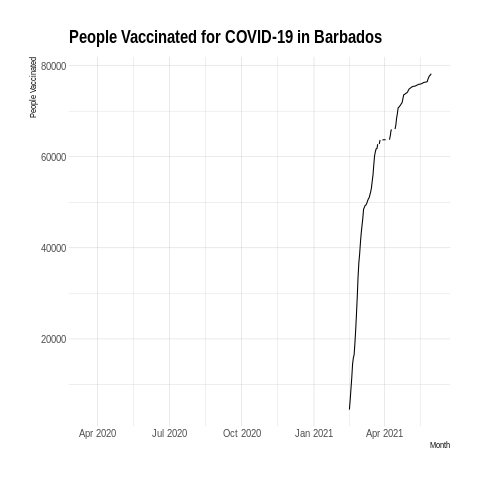 People Vaccinated for COVID-19 in Barbados
People Vaccinated
80000
60000
40000
20000
Apr 2020 Jul 2020 Oct 2020 Jan 2021 Apr 2021
Month